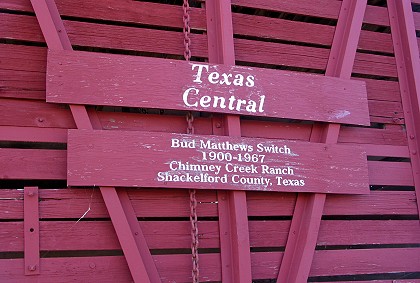 Texas
Central
Bud Matthews Switch
1900-1967
Chimney Creek Ranch
Shackelford County, Texas